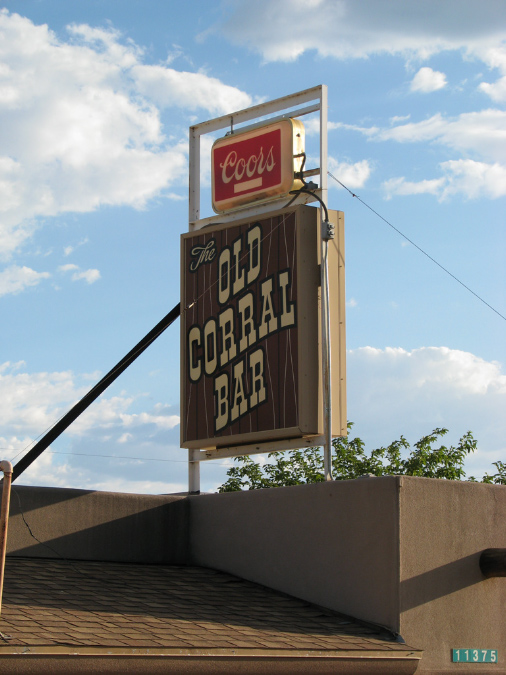 Coors
The
OLD
CORRAL
BAR
11375